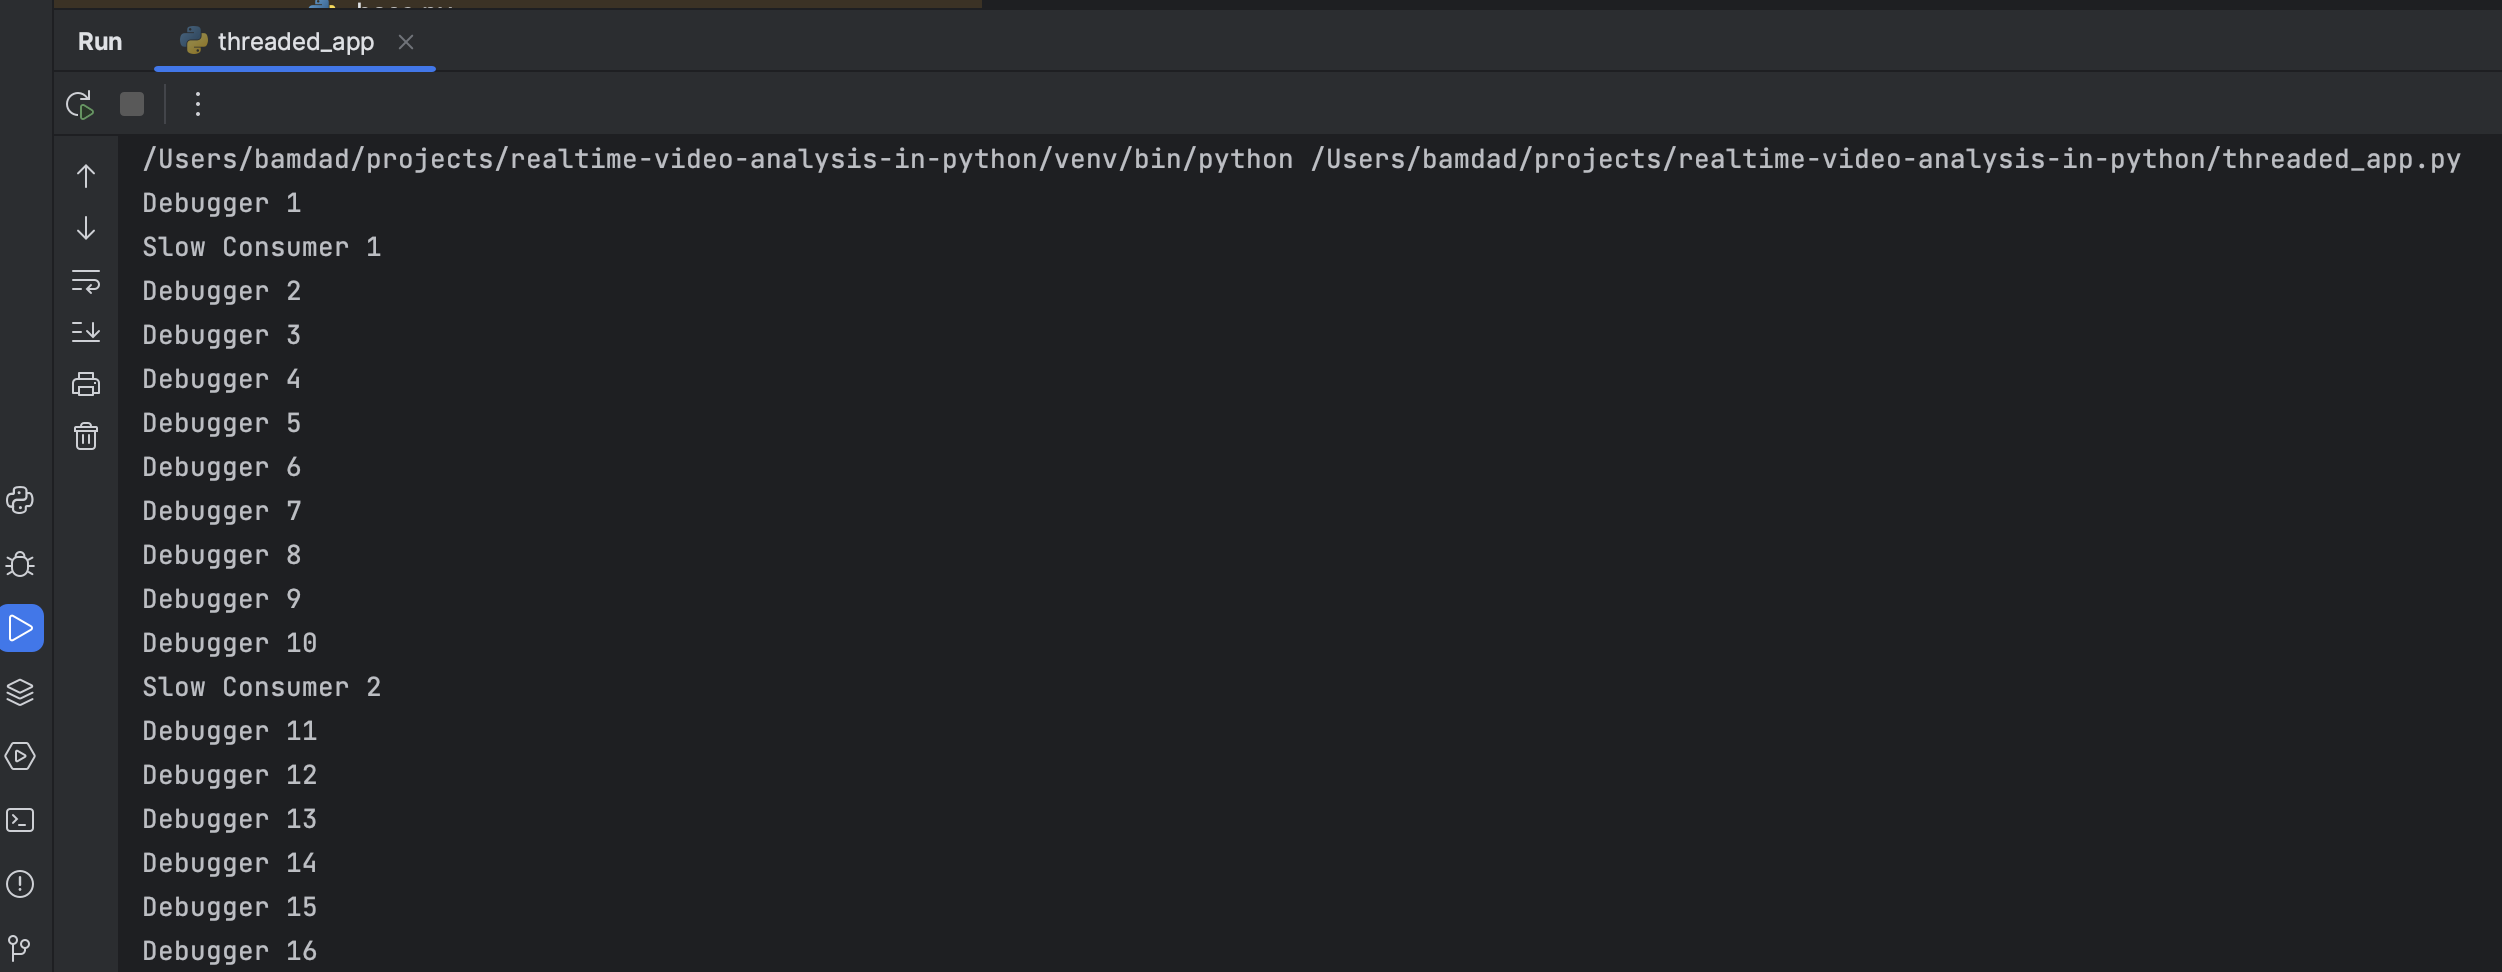 Run threaded_app
/Users/bamdad/projects/realtime-video-analysis-in-python/venv/bin/python /Users/bamdad/projects/realtime-video-analysis-in-python/threaded_app.py
Debugger 1
Slow Consumer 1
Debugger 2
Debugger 3
Debugger 4
Debugger 5
Debugger 6
Debugger 7
Debugger 8
Debugger 9
Debugger 10
Slow Consumer 2
Debugger 11
Debugger 12
Debugger 13
Debugger 14
Debugger 15
Debugger 16